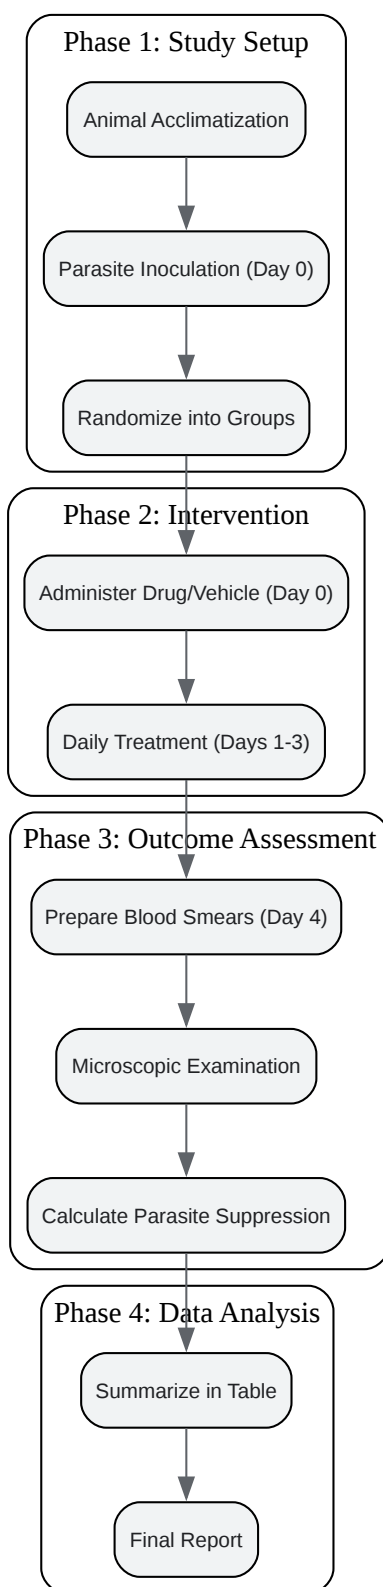 Phase 1: Study Setup
Animal Acclimatization
Parasite Inoculation (Day 0)
Randomize into Groups
Phase 2: Intervention
Administer Drug/Vehicle (Day 0)
Daily Treatment (Days 1-3)
Phase 3: Outcome Assessment
Prepare Blood Smears (Day 4)
Microscopic Examination
Calculate Parasite Suppression
Phase 4: Data Analysis
Summarize in Table
Final Report